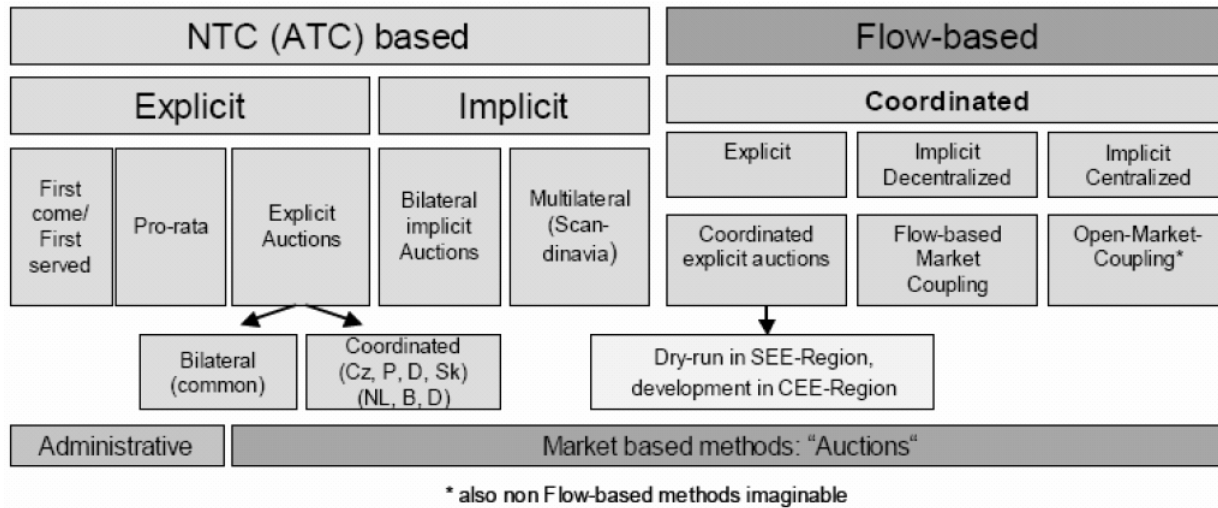 NTC (ATC) based
Flow-based
Explicit
Implicit
Coordinated
First
come/
First
served
Pro-rata
Explicit
Auctions
Bilateral
implicit
Auctions
Multilateral
(Scan-
dinavia)
Explicit
Implicit
Decentralized
Implicit
Centralized
Coordinated
explicit auctions
Flow-based
Market
Coupling
Open-Market-
Coupling*
Bilateral
(common)
Coordinated
(Cz, P, D, Sk)
(NL, B, D)
Dry-run in SEE-Region,
development in CEE-Region
Administrative
Market based methods: “Auctions“
* also non Flow-based methods imaginable